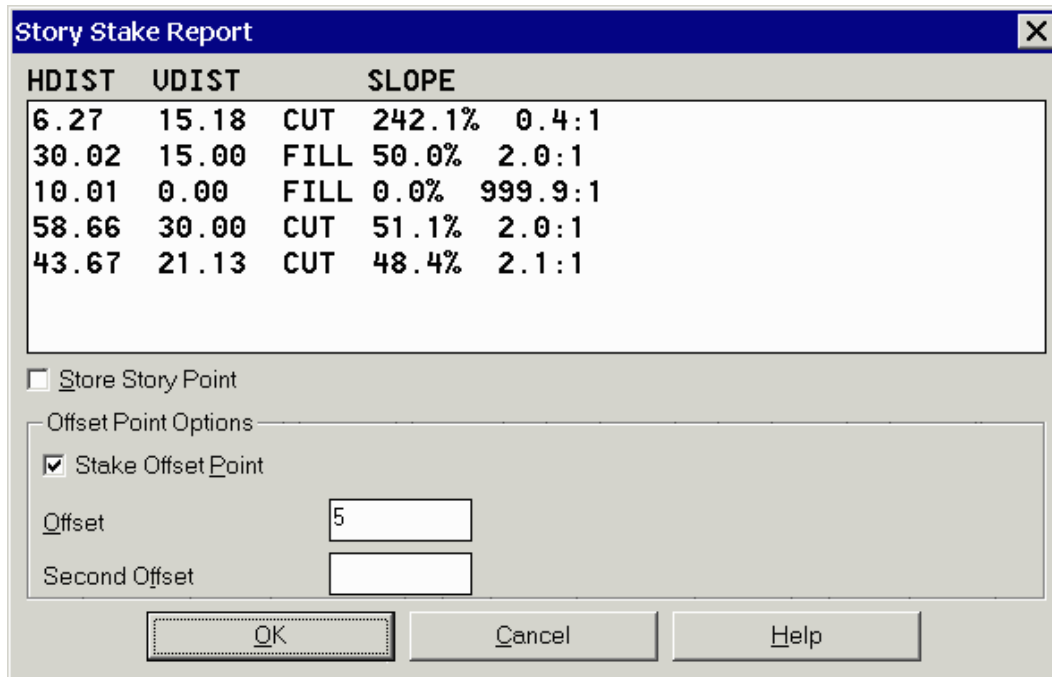 Story Stake Report
HDIST VDIST SLOPE
6.27 15.18 CUT 242.1% 0.4:1
30.02 15.00 FILL 50.0% 2.0:1
10.01 0.00 FILL 0.0% 999.9:1
58.66 30.00 CUT 51.1% 2.0:1
43.67 21.13 CUT 48.4% 2.1:1
Store Story Point
Offset Point Options
Stake Offset Point
Offset 5
Second Offset
OK Cancel Help